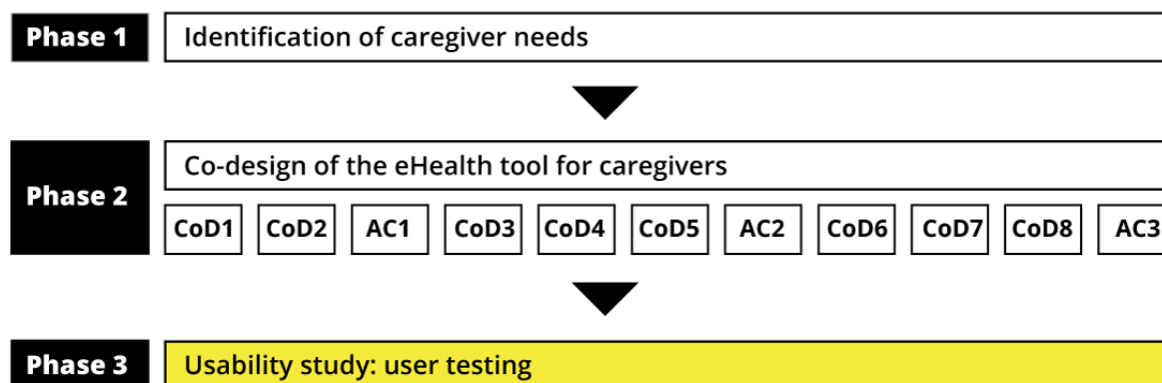 Phase 1 Identification of caregiver needs
Phase 2 Co-design of the eHealth tool for caregivers
CoD1 CoD2 AC1 CoD3 CoD4 CoD5 AC2 CoD6 CoD7 CoD8 AC3
Phase 3 Usability study: user testing